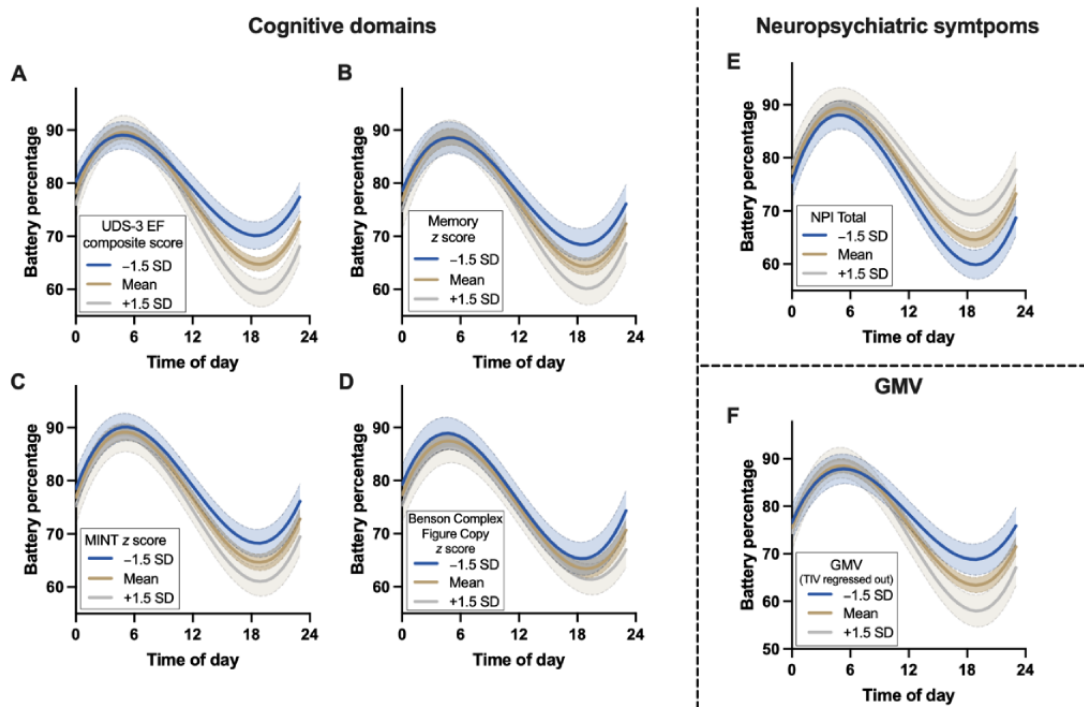 Cognitive domains
Neuropsychiatric symtpoms
A
Battery percentage
90
80
70
60
UDS-3 EF
composite score
−1.5 SD
Mean
+1.5 SD
0 6 12 18 24
Time of day
B
Battery percentage
90
80
70
60
Memory
z score
−1.5 SD
Mean
+1.5 SD
0 6 12 18 24
Time of day
E
Battery percentage
90
80
70
60
NPI Total
−1.5 SD
Mean
+1.5 SD
0 6 12 18 24
Time of day
C
Battery percentage
90
80
70
60
MINT z score
−1.5 SD
Mean
+1.5 SD
0 6 12 18 24
Time of day
D
Battery percentage
90
80
70
60
Benson Complex
Figure Copy
z score
−1.5 SD
Mean
+1.5 SD
0 6 12 18 24
Time of day
GMV
F
Battery percentage
90
80
70
60
50
GMV
(TIV regressed out)
−1.5 SD
Mean
+1.5 SD
0 6 12 18 24
Time of day